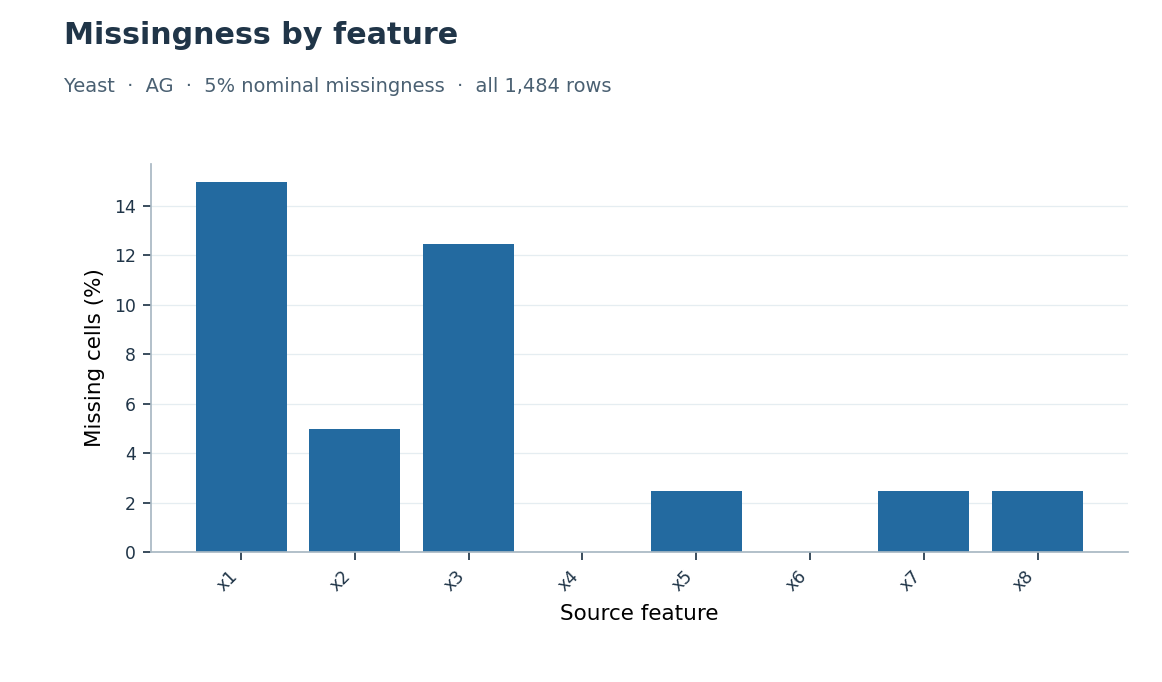 Missingness by feature
Yeast · AG · 5% nominal missingness · all 1,484 rows
Missing cells (%)
14
12
10
8
6
4
2
0
x1 x2 x3 x4 x5 x6 x7 x8
Source feature